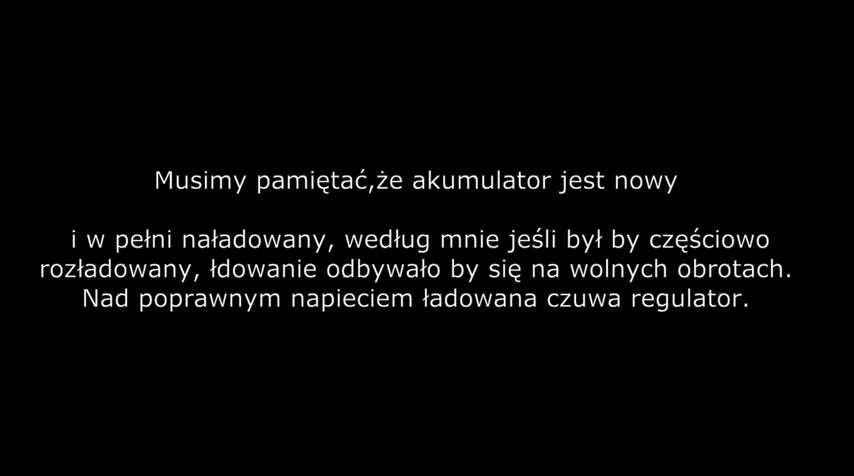 Musimy pamiętać,że akumulator jest nowy
i w pełni naładowany, według mnie jeśli był by częściowo
rozładowany, łdowanie odbywało by się na wolnych obrotach.
Nad poprawnym napieciem ładowana czuwa regulator.